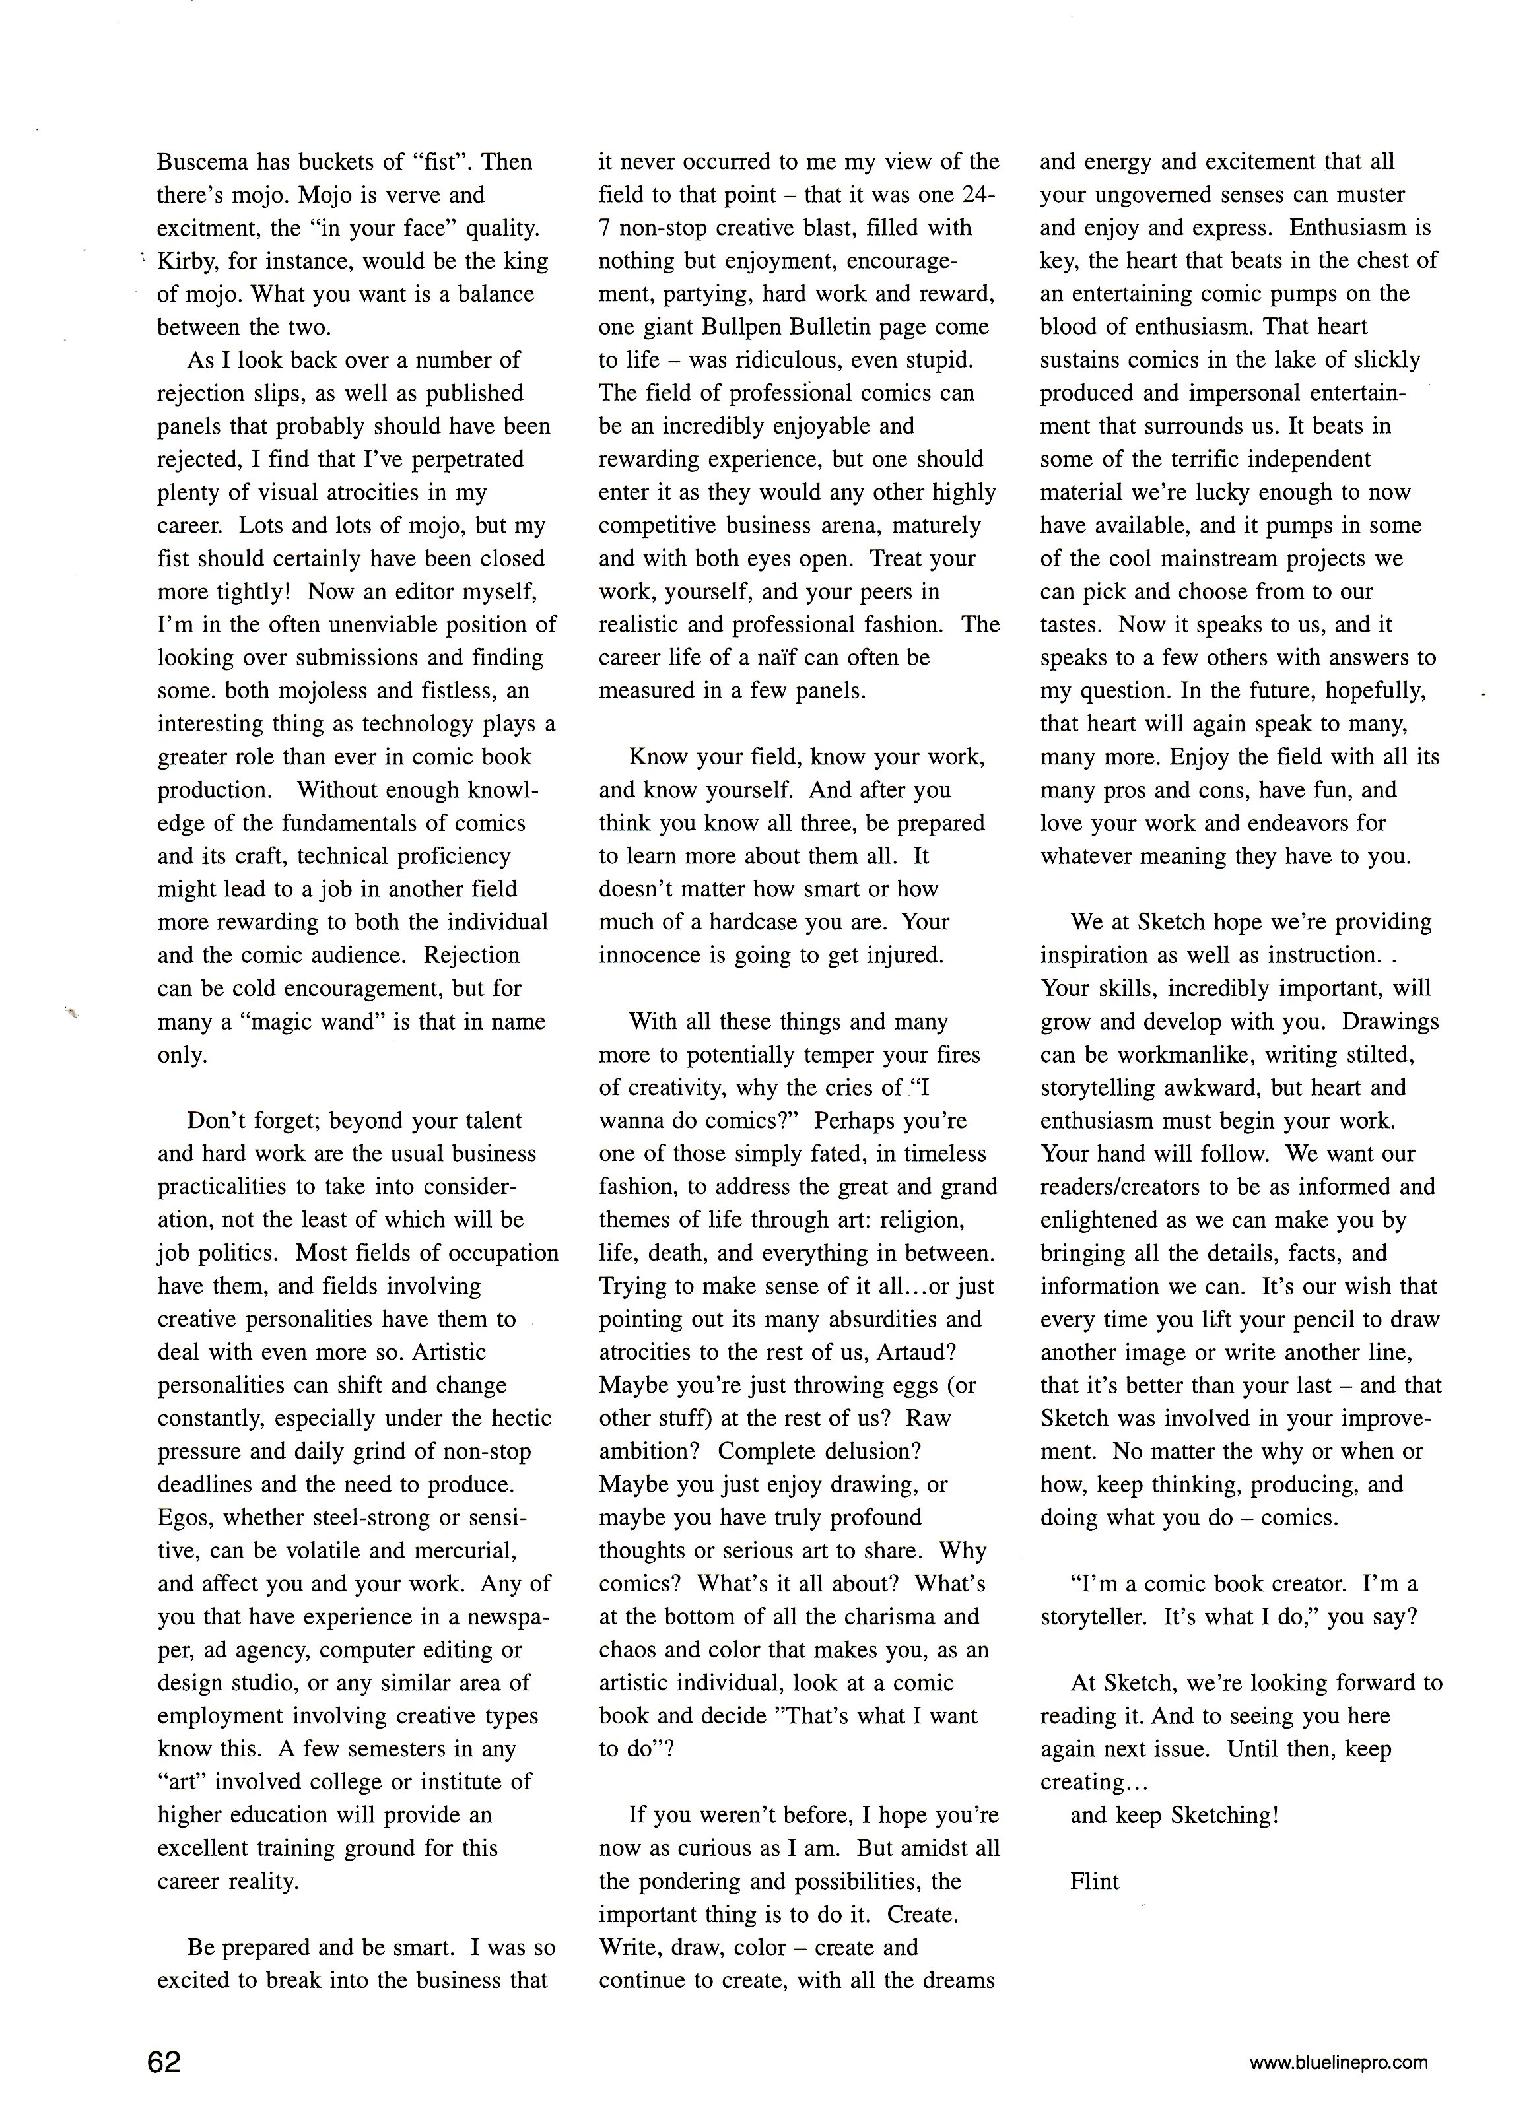 Buscema has buckets of “fist”. Then
there’s mojo. Mojo is verve and
excitment, the “in your face” quality.
Kirby, for instance, would be the king
of mojo. What you want is a balance
between the two.
As I look back over a number of
rejection slips, as well as published
panels that probably should have been
rejected, I find that I’ve perpetrated
plenty of visual atrocities in my
career. Lots and lots of mojo, but my
fist should certainly have been closed
more tightly! Now an editor myself,
I’m in the often unenviable position of
looking over submissions and finding
some. both mojoless and fistless, an
interesting thing as technology plays a
greater role than ever in comic book
production. Without enough knowl-
edge of the fundamentals of comics
and its craft, technical proficiency
might lead to a job in another field
more rewarding to both the individual
and the comic audience. Rejection
can be cold encouragement, but for
many a “magic wand” is that in name
only.
Don’t forget; beyond your talent
and hard work are the usual business
practicalities to take into consider-
ation, not the least of which will be
job politics. Most fields of occupation
have them, and fields involving
creative personalities have them to
deal with even more so. Artistic
personalities can shift and change
constantly, especially under the hectic
pressure and daily grind of non-stop
deadlines and the need to produce.
Egos, whether steel-strong or sensi-
tive, can be volatile and mercurial,
and affect you and your work. Any of
you that have experience in a newspa-
per, ad agency, computer editing or
design studio, or any similar area of
employment involving creative types
know this. A few semesters in any
“art” involved college or institute of
higher education will provide an
excellent training ground for this
career reality.
Be prepared and be smart. I was so
excited to break into the business that
it never occurred to me my view of the
field to that point – that it was one 24-
7 non-stop creative blast, filled with
nothing but enjoyment, encourage-
ment, partying, hard work and reward,
one giant Bullpen Bulletin page come
to life – was ridiculous, even stupid.
The field of professional comics can
be an incredibly enjoyable and
rewarding experience, but one should
enter it as they would any other highly
competitive business arena, maturely
and with both eyes open. Treat your
work, yourself, and your peers in
realistic and professional fashion. The
career life of a naïf can often be
measured in a few panels.
Know your field, know your work,
and know yourself. And after you
think you know all three, be prepared
to learn more about them all. It
doesn’t matter how smart or how
much of a hardcase you are. Your
innocence is going to get injured.
With all these things and many
more to potentially temper your fires
of creativity, why the cries of “I
wanna do comics?” Perhaps you’re
one of those simply fated, in timeless
fashion, to address the great and grand
themes of life through art: religion,
life, death, and everything in between.
Trying to make sense of it all…or just
pointing out its many absurdities and
atrocities to the rest of us, Artaud?
Maybe you’re just throwing eggs (or
other stuff) at the rest of us? Raw
ambition? Complete delusion?
Maybe you just enjoy drawing, or
maybe you have truly profound
thoughts or serious art to share. Why
comics? What’s it all about? What’s
at the bottom of all the charisma and
chaos and color that makes you, as an
artistic individual, look at a comic
book and decide ”That’s what I want
to do”?
If you weren’t before, I hope you’re
now as curious as I am. But amidst all
the pondering and possibilities, the
important thing is to do it. Create.
Write, draw, color – create and
continue to create, with all the dreams
and energy and excitement that all
your ungoverned senses can muster
and enjoy and express. Enthusiasm is
key, the heart that beats in the chest of
an entertaining comic pumps on the
blood of enthusiasm. That heart
sustains comics in the lake of slickly
produced and impersonal entertain-
ment that surrounds us. It beats in
some of the terrific independent
material we’re lucky enough to now
have available, and it pumps in some
of the cool mainstream projects we
can pick and choose from to our
tastes. Now it speaks to us, and it
speaks to a few others with answers to
my question. In the future, hopefully,
that heart will again speak to many,
many more. Enjoy the field with all its
many pros and cons, have fun, and
love your work and endeavors for
whatever meaning they have to you.
We at Sketch hope we’re providing
inspiration as well as instruction. .
Your skills, incredibly important, will
grow and develop with you. Drawings
can be workmanlike, writing stilted,
storytelling awkward, but heart and
enthusiasm must begin your work.
Your hand will follow. We want our
readers/creators to be as informed and
enlightened as we can make you by
bringing all the details, facts, and
information we can. It’s our wish that
every time you lift your pencil to draw
another image or write another line,
that it’s better than your last – and that
Sketch was involved in your improve-
ment. No matter the why or when or
how, keep thinking, producing, and
doing what you do – comics.
“I’m a comic book creator. I’m a
storyteller. It’s what I do,” you say?
At Sketch, we’re looking forward to
reading it. And to seeing you here
again next issue. Until then, keep
creating…
and keep Sketching!
Flint
62
www.bluelinepro.com